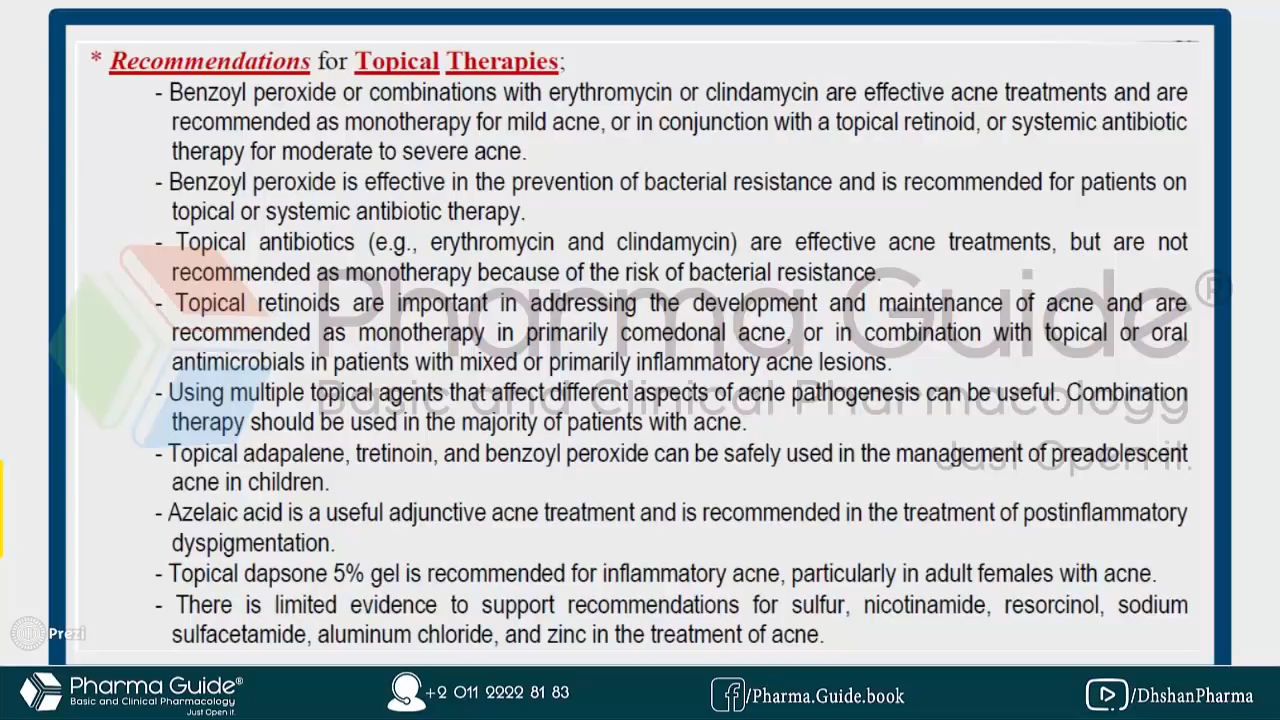 * Recommendations for Topical Therapies;
- Benzoyl peroxide or combinations with erythromycin or clindamycin are effective acne treatments and are
recommended as monotherapy for mild acne, or in conjunction with a topical retinoid, or systemic antibiotic
therapy for moderate to severe acne.
- Benzoyl peroxide is effective in the prevention of bacterial resistance and is recommended for patients on
topical or systemic antibiotic therapy.
- Topical antibiotics (e.g., erythromycin and clindamycin) are effective acne treatments, but are not
recommended as monotherapy because of the risk of bacterial resistance.
- Topical retinoids are important in addressing the development and maintenance of acne and are
recommended as monotherapy in primarily comedonal acne, or in combination with topical or oral
antimicrobials in patients with mixed or primarily inflammatory acne lesions.
- Using multiple topical agents that affect different aspects of acne pathogenesis can be useful. Combination
therapy should be used in the majority of patients with acne.
- Topical adapalene, tretinoin, and benzoyl peroxide can be safely used in the management of preadolescent
acne in children.
- Azelaic acid is a useful adjunctive acne treatment and is recommended in the treatment of postinflammatory
dyspigmentation.
- Topical dapsone 5% gel is recommended for inflammatory acne, particularly in adult females with acne.
- There is limited evidence to support recommendations for sulfur, nicotinamide, resorcinol, sodium
sulfacetamide, aluminum chloride, and zinc in the treatment of acne.
Pharma Guide®
Basic and Clinical Pharmacology
Just Open it.
Prezi
Pharma Guide®
Basic and Clinical Pharmacology
Just Open it.
+2 011 2222 81 83
/Pharma.Guide.book
/DhshanPharma